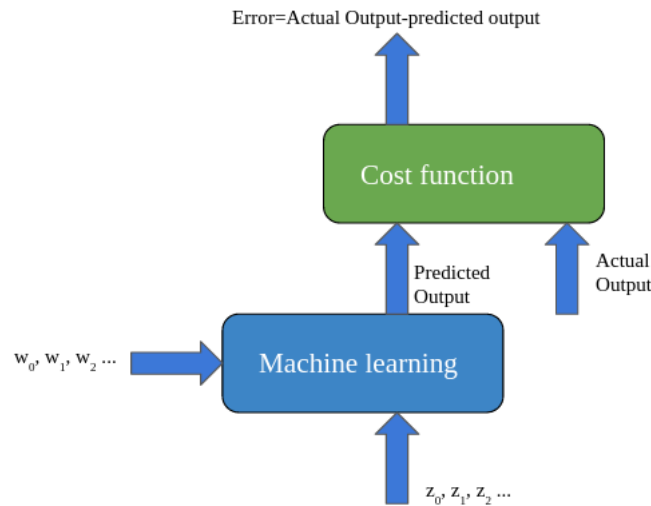 Error=Actual Output-predicted output
Cost function
Predicted
Output
Actual
Output
w₀, w₁, w₂ ...
Machine learning
z₀, z₁, z₂ ...